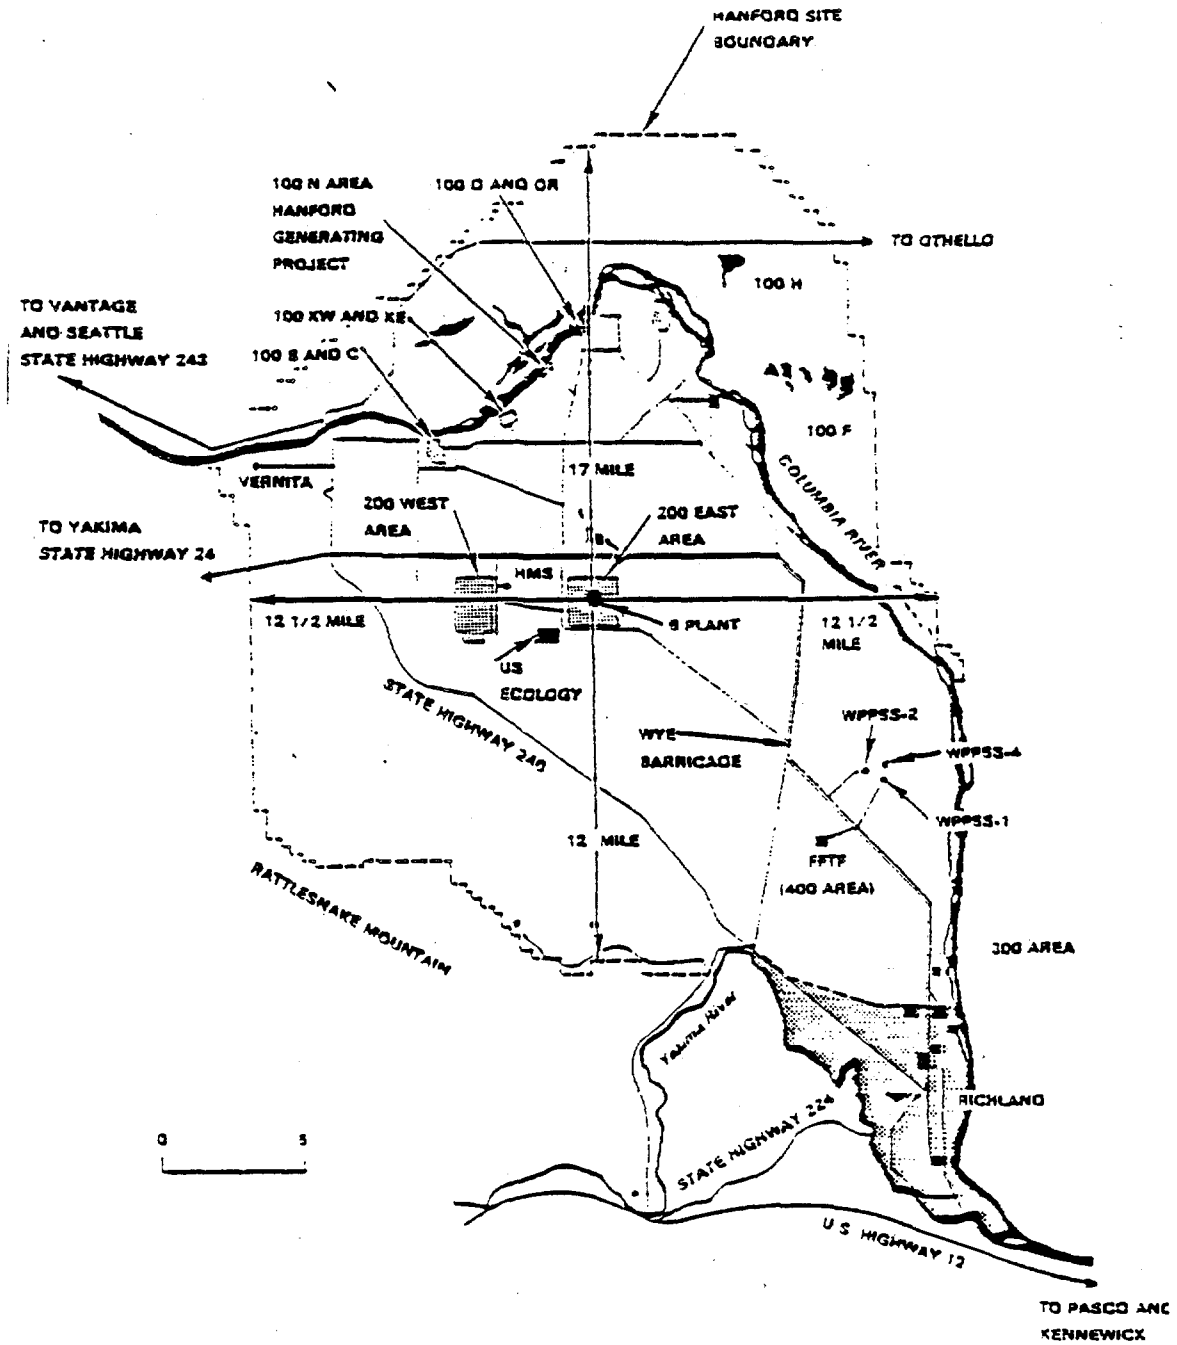 HANFORD SITE
BOUNDARY
100 N AREA
HANFORD
GENERATING
PROJECT
100 D AND DR
TO OTHELLO
100 H
TO VANTAGE
AND SEATTLE
STATE HIGHWAY 243
100 KW AND KE
100 B AND C
100 F
17 MILE
VERNITA
COLUMBIA RIVER
200 WEST
AREA
200 EAST
AREA
TO YAKIMA
STATE HIGHWAY 24
HMS
12 1/2 MILE
B PLANT
12 1/2
MILE
US
ECOLOGY
STATE HIGHWAY 240
WYE
BARRICADE
WPPSS-2
WPPSS-4
WPPSS-1
12 MILE
FFTF
(400 AREA)
RATTLESNAKE MOUNTAIN
300 AREA
Yakima River
RICHLAND
STATE HIGHWAY 224
0 5
U S HIGHWAY 12
TO PASCO AND
KENNEWICK